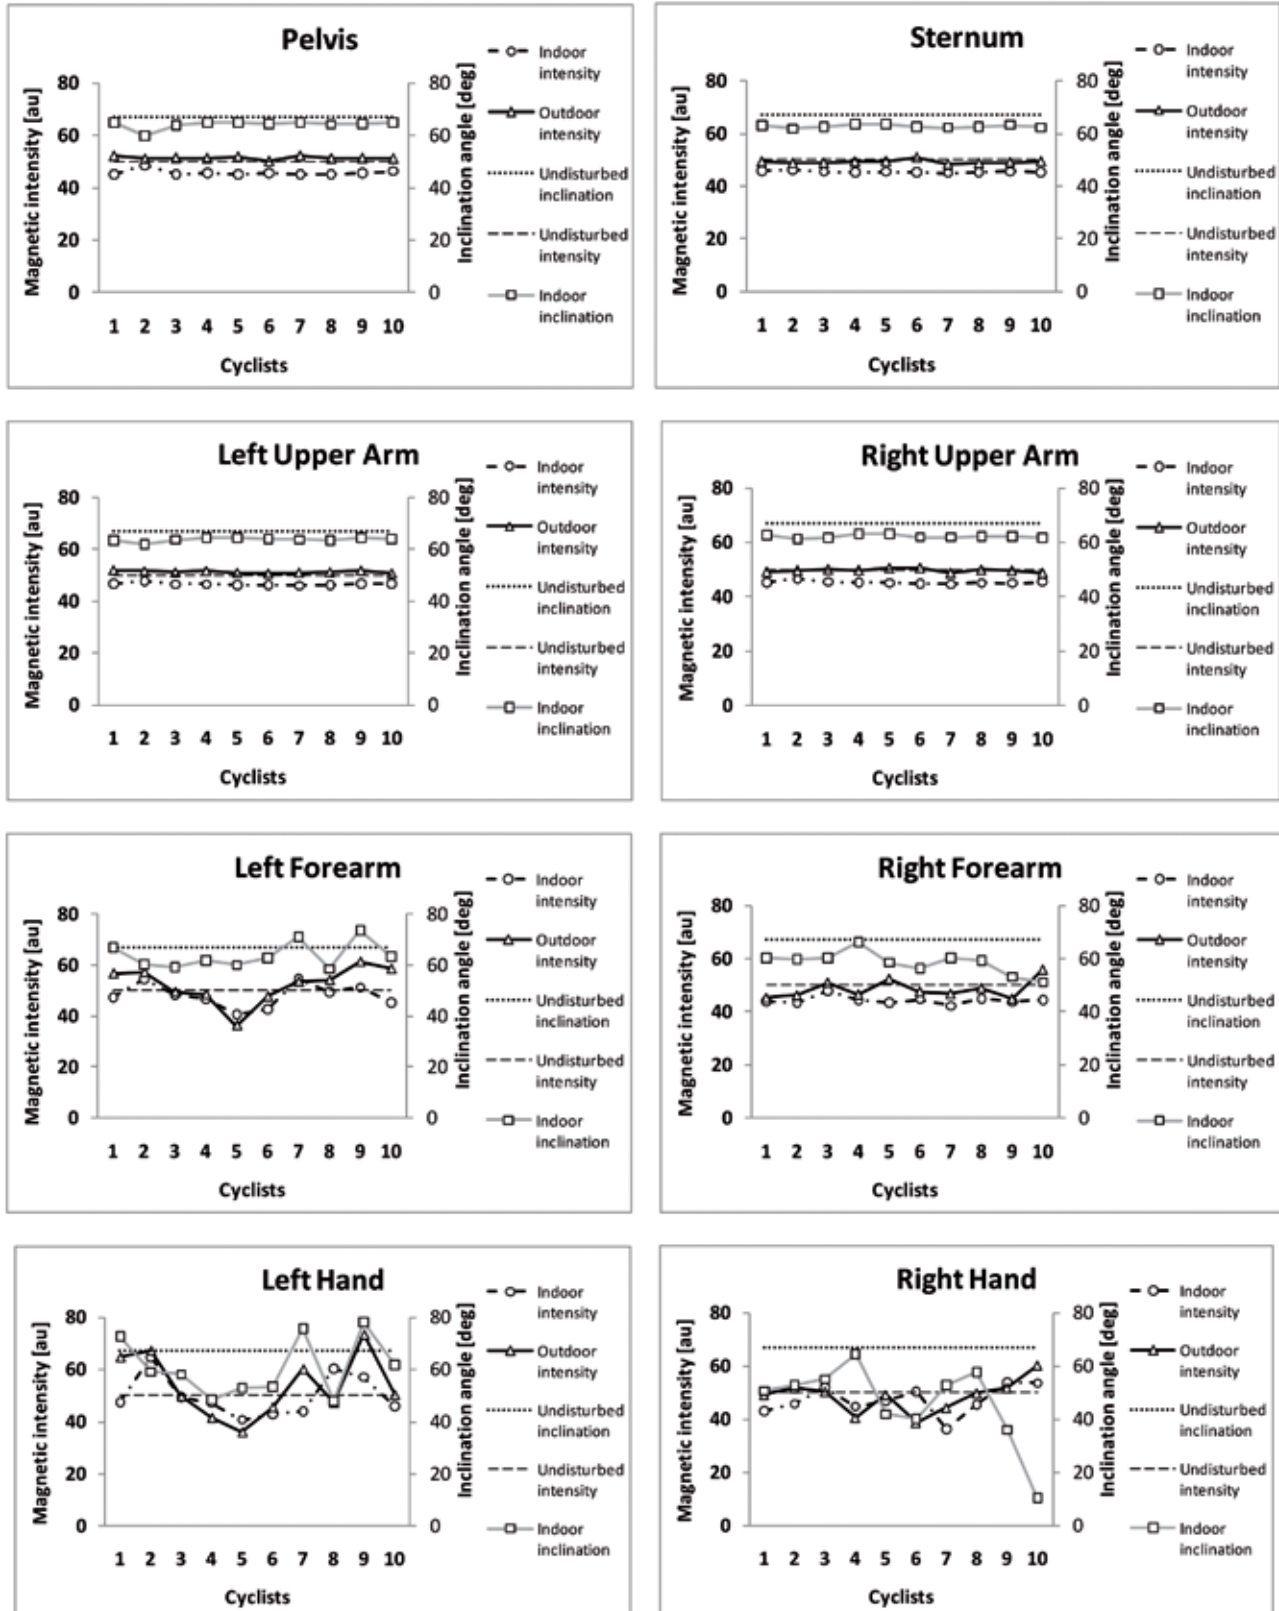 Pelvis
Magnetic intensity [au]
80
60
40
20
0
80
60
40
20
0
Inclination angle [deg]
1 2 3 4 5 6 7 8 9 10
Cyclists
Indoor
intensity
Outdoor
intensity
Undisturbed
inclination
Undisturbed
intensity
Indoor
inclination
Sternum
Magnetic intensity [au]
80
60
40
20
0
80
60
40
20
0
Inclination angle [deg]
1 2 3 4 5 6 7 8 9 10
Cyclists
Indoor
intensity
Outdoor
intensity
Undisturbed
inclination
Undisturbed
intensity
Indoor
inclination
Left Upper Arm
Magnetic intensity [au]
80
60
40
20
0
80
60
40
20
0
Inclination angle [deg]
1 2 3 4 5 6 7 8 9 10
Cyclists
Indoor
intensity
Outdoor
intensity
Undisturbed
inclination
Undisturbed
intensity
Indoor
inclination
Right Upper Arm
Magnetic intensity [au]
80
60
40
20
0
80
60
40
20
0
Inclination angle [deg]
1 2 3 4 5 6 7 8 9 10
Cyclists
Indoor
intensity
Outdoor
intensity
Undisturbed
inclination
Undisturbed
intensity
Indoor
inclination
Left Forearm
Magnetic intensity [au]
80
60
40
20
0
80
60
40
20
0
Inclination angle [deg]
1 2 3 4 5 6 7 8 9 10
Cyclists
Indoor
intensity
Outdoor
intensity
Undisturbed
inclination
Undisturbed
intensity
Indoor
inclination
Right Forearm
Magnetic intensity [au]
80
60
40
20
0
80
60
40
20
0
Inclination angle [deg]
1 2 3 4 5 6 7 8 9 10
Cyclists
Indoor
intensity
Outdoor
intensity
Undisturbed
inclination
Undisturbed
intensity
Indoor
inclination
Left Hand
Magnetic intensity [au]
80
60
40
20
0
80
60
40
20
0
Inclination angle [deg]
1 2 3 4 5 6 7 8 9 10
Cyclists
Indoor
intensity
Outdoor
intensity
Undisturbed
inclination
Undisturbed
intensity
Indoor
inclination
Right Hand
Magnetic intensity [au]
80
60
40
20
0
80
60
40
20
0
Inclination angle [deg]
1 2 3 4 5 6 7 8 9 10
Cyclists
Indoor
intensity
Outdoor
intensity
Undisturbed
inclination
Undisturbed
intensity
Indoor
inclination